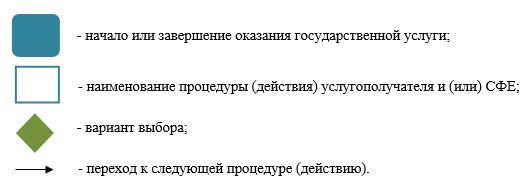 - начало или завершение оказания государственной услуги;
- наименование процедуры (действия) услугополучателя и (или) СФЕ;
- вариант выбора;
- переход к следующей процедуре (действию).